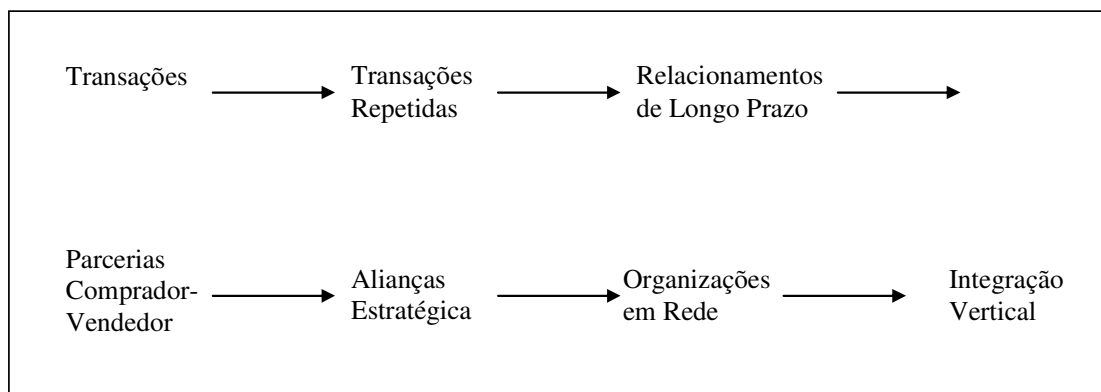 Transações
Transações
Repetidas
Relacionamentos
de Longo Prazo
Parcerias
Comprador-
Vendedor
Alianças
Estratégica
Organizações
em Rede
Integração
Vertical